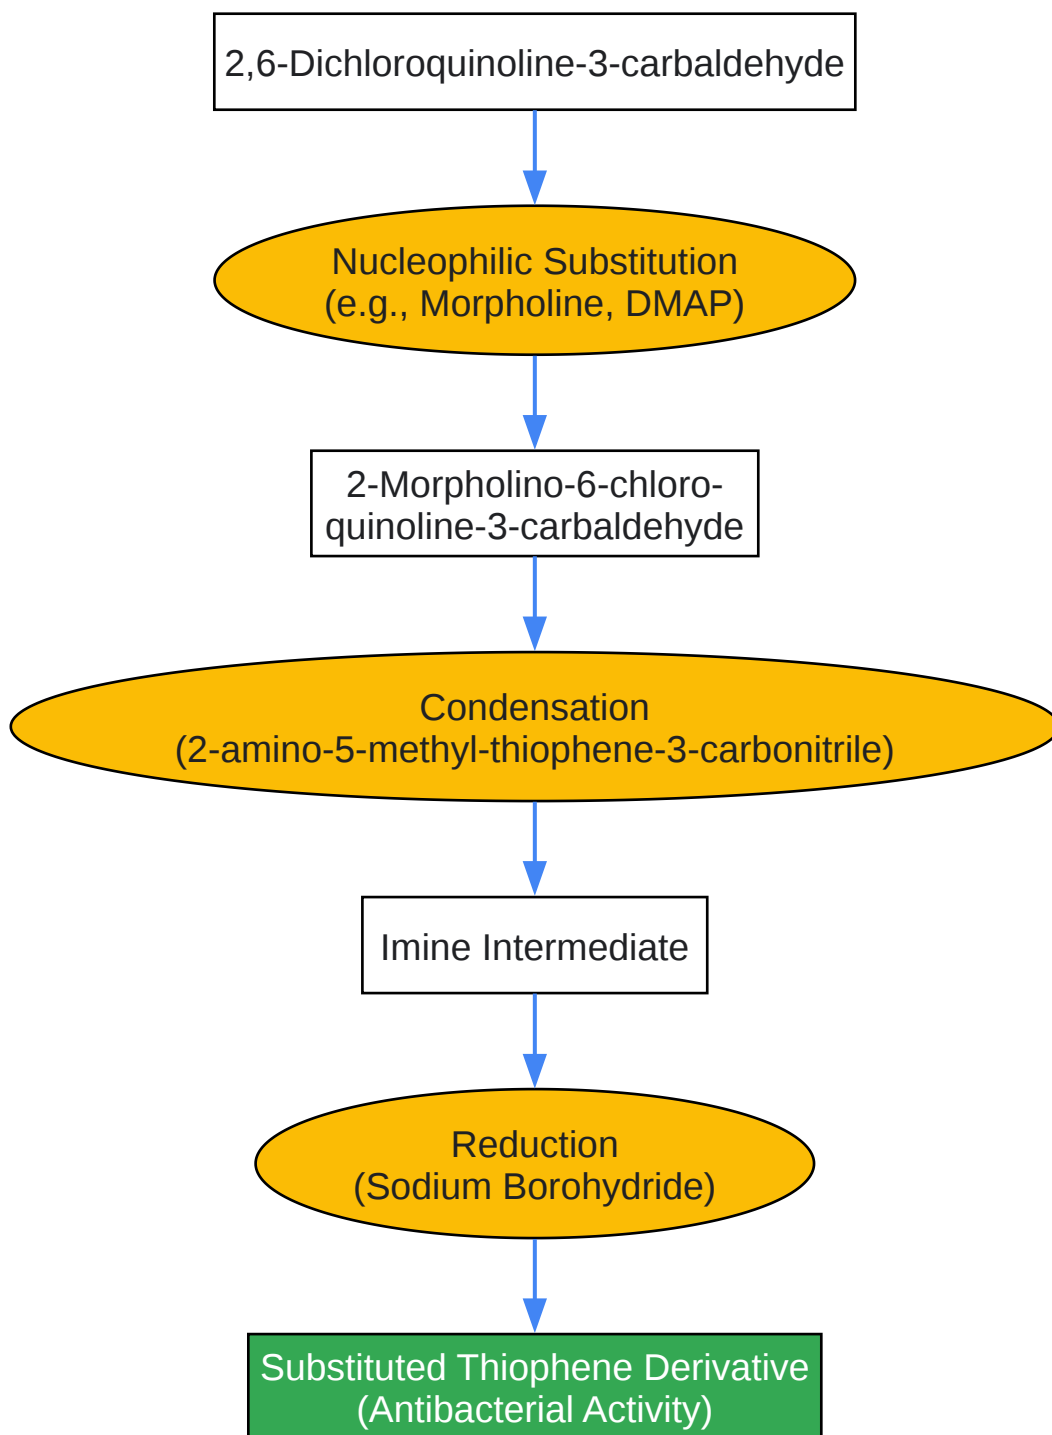 2,6-Dichloroquinoline-3-carbaldehyde
Nucleophilic Substitution
(e.g., Morpholine, DMAP)
2-Morpholino-6-chloro-
quinoline-3-carbaldehyde
Condensation
(2-amino-5-methyl-thiophene-3-carbonitrile)
Imine Intermediate
Reduction
(Sodium Borohydride)
Substituted Thiophene Derivative
(Antibacterial Activity)